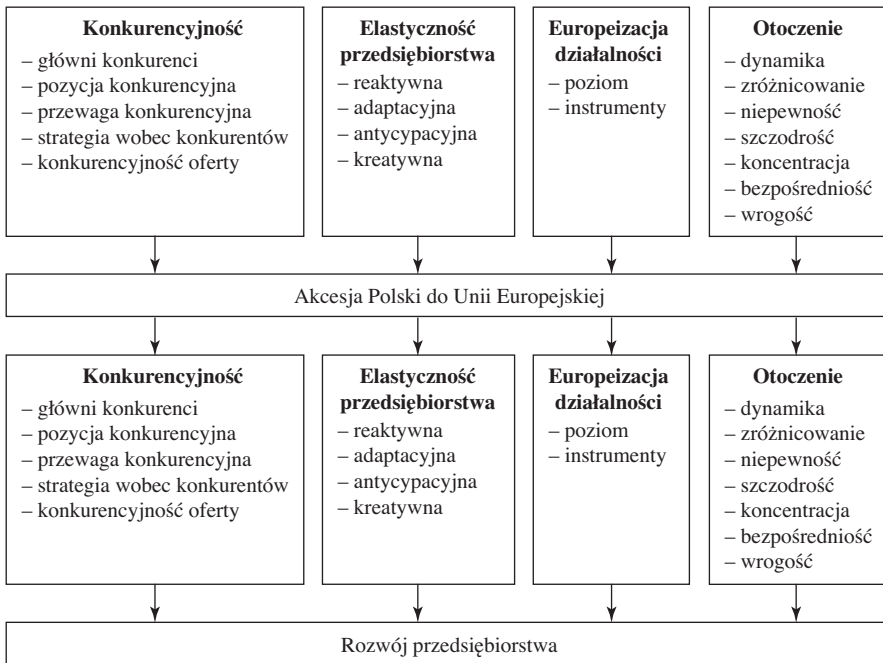 Konkurencyjność
– główni konkurenci
– pozycja konkurencyjna
– przewaga konkurencyjna
– strategia wobec konkurentów
– konkurencyjność oferty
Elastyczność
przedsiębiorstwa
– reaktywna
– adaptacyjna
– antycypacyjna
– kreatywna
Europeizacja
działalności
– poziom
– instrumenty
Otoczenie
– dynamika
– zróżnicowanie
– niepewność
– szczodrość
– koncentracja
– bezpośredniość
– wrogość
Akcesja Polski do Unii Europejskiej
Konkurencyjność
– główni konkurenci
– pozycja konkurencyjna
– przewaga konkurencyjna
– strategia wobec konkurentów
– konkurencyjność oferty
Elastyczność
przedsiębiorstwa
– reaktywna
– adaptacyjna
– antycypacyjna
– kreatywna
Europeizacja
działalności
– poziom
– instrumenty
Otoczenie
– dynamika
– zróżnicowanie
– niepewność
– szczodrość
– koncentracja
– bezpośredniość
– wrogość
Rozwój przedsiębiorstwa